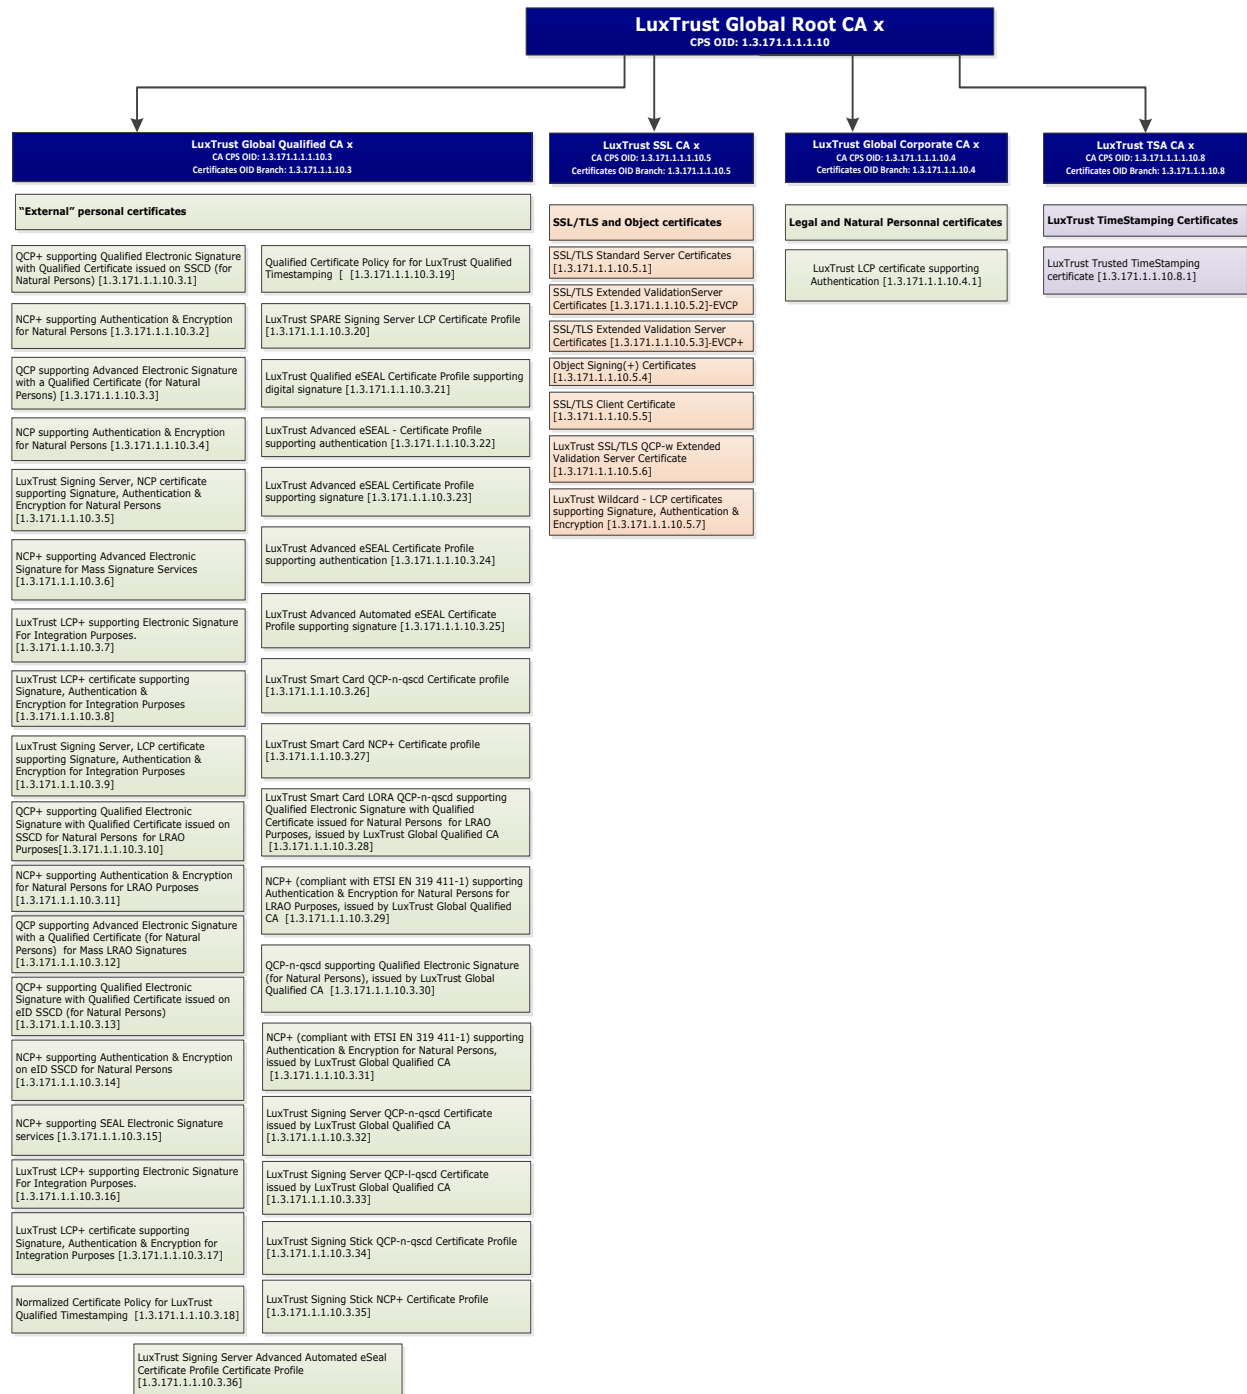 LuxTrust Global Root CA x
CPS OID: 1.3.171.1.1.1.10
LuxTrust Global Qualified CA x
CA CPS OID: 1.3.171.1.1.1.10.3
Certificates OID Branch: 1.3.171.1.1.10.3
LuxTrust SSL CA x
CA CPS OID: 1.3.171.1.1.1.10.5
Certificates OID Branch: 1.3.171.1.1.10.5
LuxTrust Global Corporate CA x
CA CPS OID: 1.3.171.1.1.1.10.4
Certificates OID Branch: 1.3.171.1.1.10.4
LuxTrust TSA CA x
CA CPS OID: 1.3.171.1.1.1.10.8
Certificates OID Branch: 1.3.171.1.1.10.8
“External” personal certificates
QCP+ supporting Qualified Electronic Signature
with Qualified Certificate issued on SSCD (for
Natural Persons) [1.3.171.1.1.10.3.1]
NCP+ supporting Authentication & Encryption
for Natural Persons [1.3.171.1.1.10.3.2]
QCP supporting Advanced Electronic Signature
with a Qualified Certificate (for Natural
Persons) [1.3.171.1.1.10.3.3]
NCP supporting Authentication & Encryption
for Natural Persons [1.3.171.1.1.10.3.4]
LuxTrust Signing Server, NCP certificate
supporting Signature, Authentication &
Encryption for Natural Persons
[1.3.171.1.1.10.3.5]
NCP+ supporting Advanced Electronic
Signature for Mass Signature Services
[1.3.171.1.1.10.3.6]
LuxTrust LCP+ supporting Electronic Signature
For Integration Purposes.
[1.3.171.1.1.10.3.7]
LuxTrust LCP+ certificate supporting
Signature, Authentication &
Encryption for Integration Purposes
[1.3.171.1.1.10.3.8]
LuxTrust Signing Server, LCP certificate
supporting Signature, Authentication &
Encryption for Integration Purposes
[1.3.171.1.1.10.3.9]
QCP+ supporting Qualified Electronic
Signature with Qualified Certificate issued on
SSCD for Natural Persons for LRAO
Purposes[1.3.171.1.1.10.3.10]
NCP+ supporting Authentication & Encryption
for Natural Persons for LRAO Purposes
[1.3.171.1.1.10.3.11]
QCP supporting Advanced Electronic Signature
with a Qualified Certificate (for Natural
Persons) for Mass LRAO Signatures
[1.3.171.1.1.10.3.12]
QCP+ supporting Qualified Electronic
Signature with Qualified Certificate issued on
eID SSCD (for Natural Persons)
[1.3.171.1.1.10.3.13]
NCP+ supporting Authentication & Encryption
on eID SSCD for Natural Persons
[1.3.171.1.1.10.3.14]
NCP+ supporting SEAL Electronic Signature
services [1.3.171.1.1.10.3.15]
LuxTrust LCP+ supporting Electronic Signature
For Integration Purposes.
[1.3.171.1.1.10.3.16]
LuxTrust LCP+ certificate supporting
Signature, Authentication & Encryption for
Integration Purposes [1.3.171.1.1.10.3.17]
Normalized Certificate Policy for LuxTrust
Qualified Timestamping [1.3.171.1.1.10.3.18]
Qualified Certificate Policy for for LuxTrust Qualified
Timestamping [ [1.3.171.1.1.10.3.19]
LuxTrust SPARE Signing Server LCP Certificate Profile
[1.3.171.1.1.10.3.20]
LuxTrust Qualified eSEAL Certificate Profile supporting
digital signature [1.3.171.1.1.10.3.21]
LuxTrust Advanced eSEAL - Certificate Profile
supporting authentication [1.3.171.1.1.10.3.22]
LuxTrust Advanced eSEAL Certificate Profile
supporting signature [1.3.171.1.1.10.3.23]
LuxTrust Advanced eSEAL Certificate Profile
supporting authentication [1.3.171.1.1.10.3.24]
LuxTrust Advanced Automated eSEAL Certificate
Profile supporting signature [1.3.171.1.1.10.3.25]
LuxTrust Smart Card QCP-n-qscd Certificate profile
[1.3.171.1.1.10.3.26]
LuxTrust Smart Card NCP+ Certificate profile
[1.3.171.1.1.10.3.27]
LuxTrust Smart Card LORA QCP-n-qscd supporting
Qualified Electronic Signature with Qualified
Certificate issued for Natural Persons for LRAO
Purposes, issued by LuxTrust Global Qualified CA
[1.3.171.1.1.10.3.28]
NCP+ (compliant with ETSI EN 319 411-1) supporting
Authentication & Encryption for Natural Persons for
LRAO Purposes, issued by LuxTrust Global Qualified
CA [1.3.171.1.1.10.3.29]
QCP-n-qscd supporting Qualified Electronic Signature
(for Natural Persons), issued by LuxTrust Global
Qualified CA [1.3.171.1.1.10.3.30]
NCP+ (compliant with ETSI EN 319 411-1) supporting
Authentication & Encryption for Natural Persons,
issued by LuxTrust Global Qualified CA
[1.3.171.1.1.10.3.31]
LuxTrust Signing Server QCP-n-qscd Certificate
issued by LuxTrust Global Qualified CA
[1.3.171.1.1.10.3.32]
LuxTrust Signing Server QCP-l-qscd Certificate
issued by LuxTrust Global Qualified CA
[1.3.171.1.1.10.3.33]
LuxTrust Signing Stick QCP-n-qscd Certificate Profile
[1.3.171.1.1.10.3.34]
LuxTrust Signing Stick NCP+ Certificate Profile
[1.3.171.1.1.10.3.35]
LuxTrust Signing Server Advanced Automated eSeal
Certificate Profile Certificate Profile
[1.3.171.1.1.10.3.36]
SSL/TLS and Object certificates
SSL/TLS Standard Server Certificates
[1.3.171.1.1.10.5.1]
SSL/TLS Extended ValidationServer
Certificates [1.3.171.1.1.10.5.2]-EVCP
SSL/TLS Extended Validation Server
Certificates [1.3.171.1.1.10.5.3]-EVCP+
Object Signing(+) Certificates
[1.3.171.1.1.10.5.4]
SSL/TLS Client Certificate
[1.3.171.1.1.10.5.5]
LuxTrust SSL/TLS QCP-w Extended
Validation Server Certificate
[1.3.171.1.1.10.5.6]
LuxTrust Wildcard - LCP certificates
supporting Signature, Authentication &
Encryption [1.3.171.1.1.10.5.7]
Legal and Natural Personnal certificates
LuxTrust LCP certificate supporting
Authentication [1.3.171.1.1.10.4.1]
LuxTrust TimeStamping Certificates
LuxTrust Trusted TimeStamping
certificate [1.3.171.1.1.10.8.1]